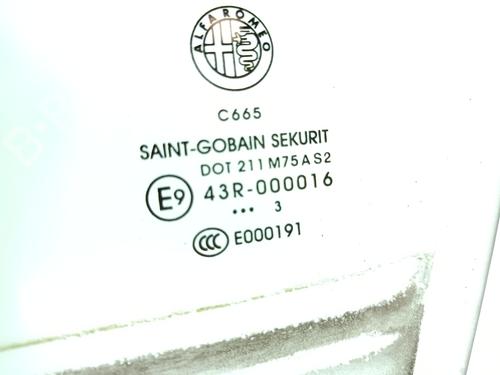 ALFA ROMEO
C665
SAINT-GOBAIN SEKURIT
DOT 211 M75 AS2
E9 43R-000016
••• 3
CCC E000191